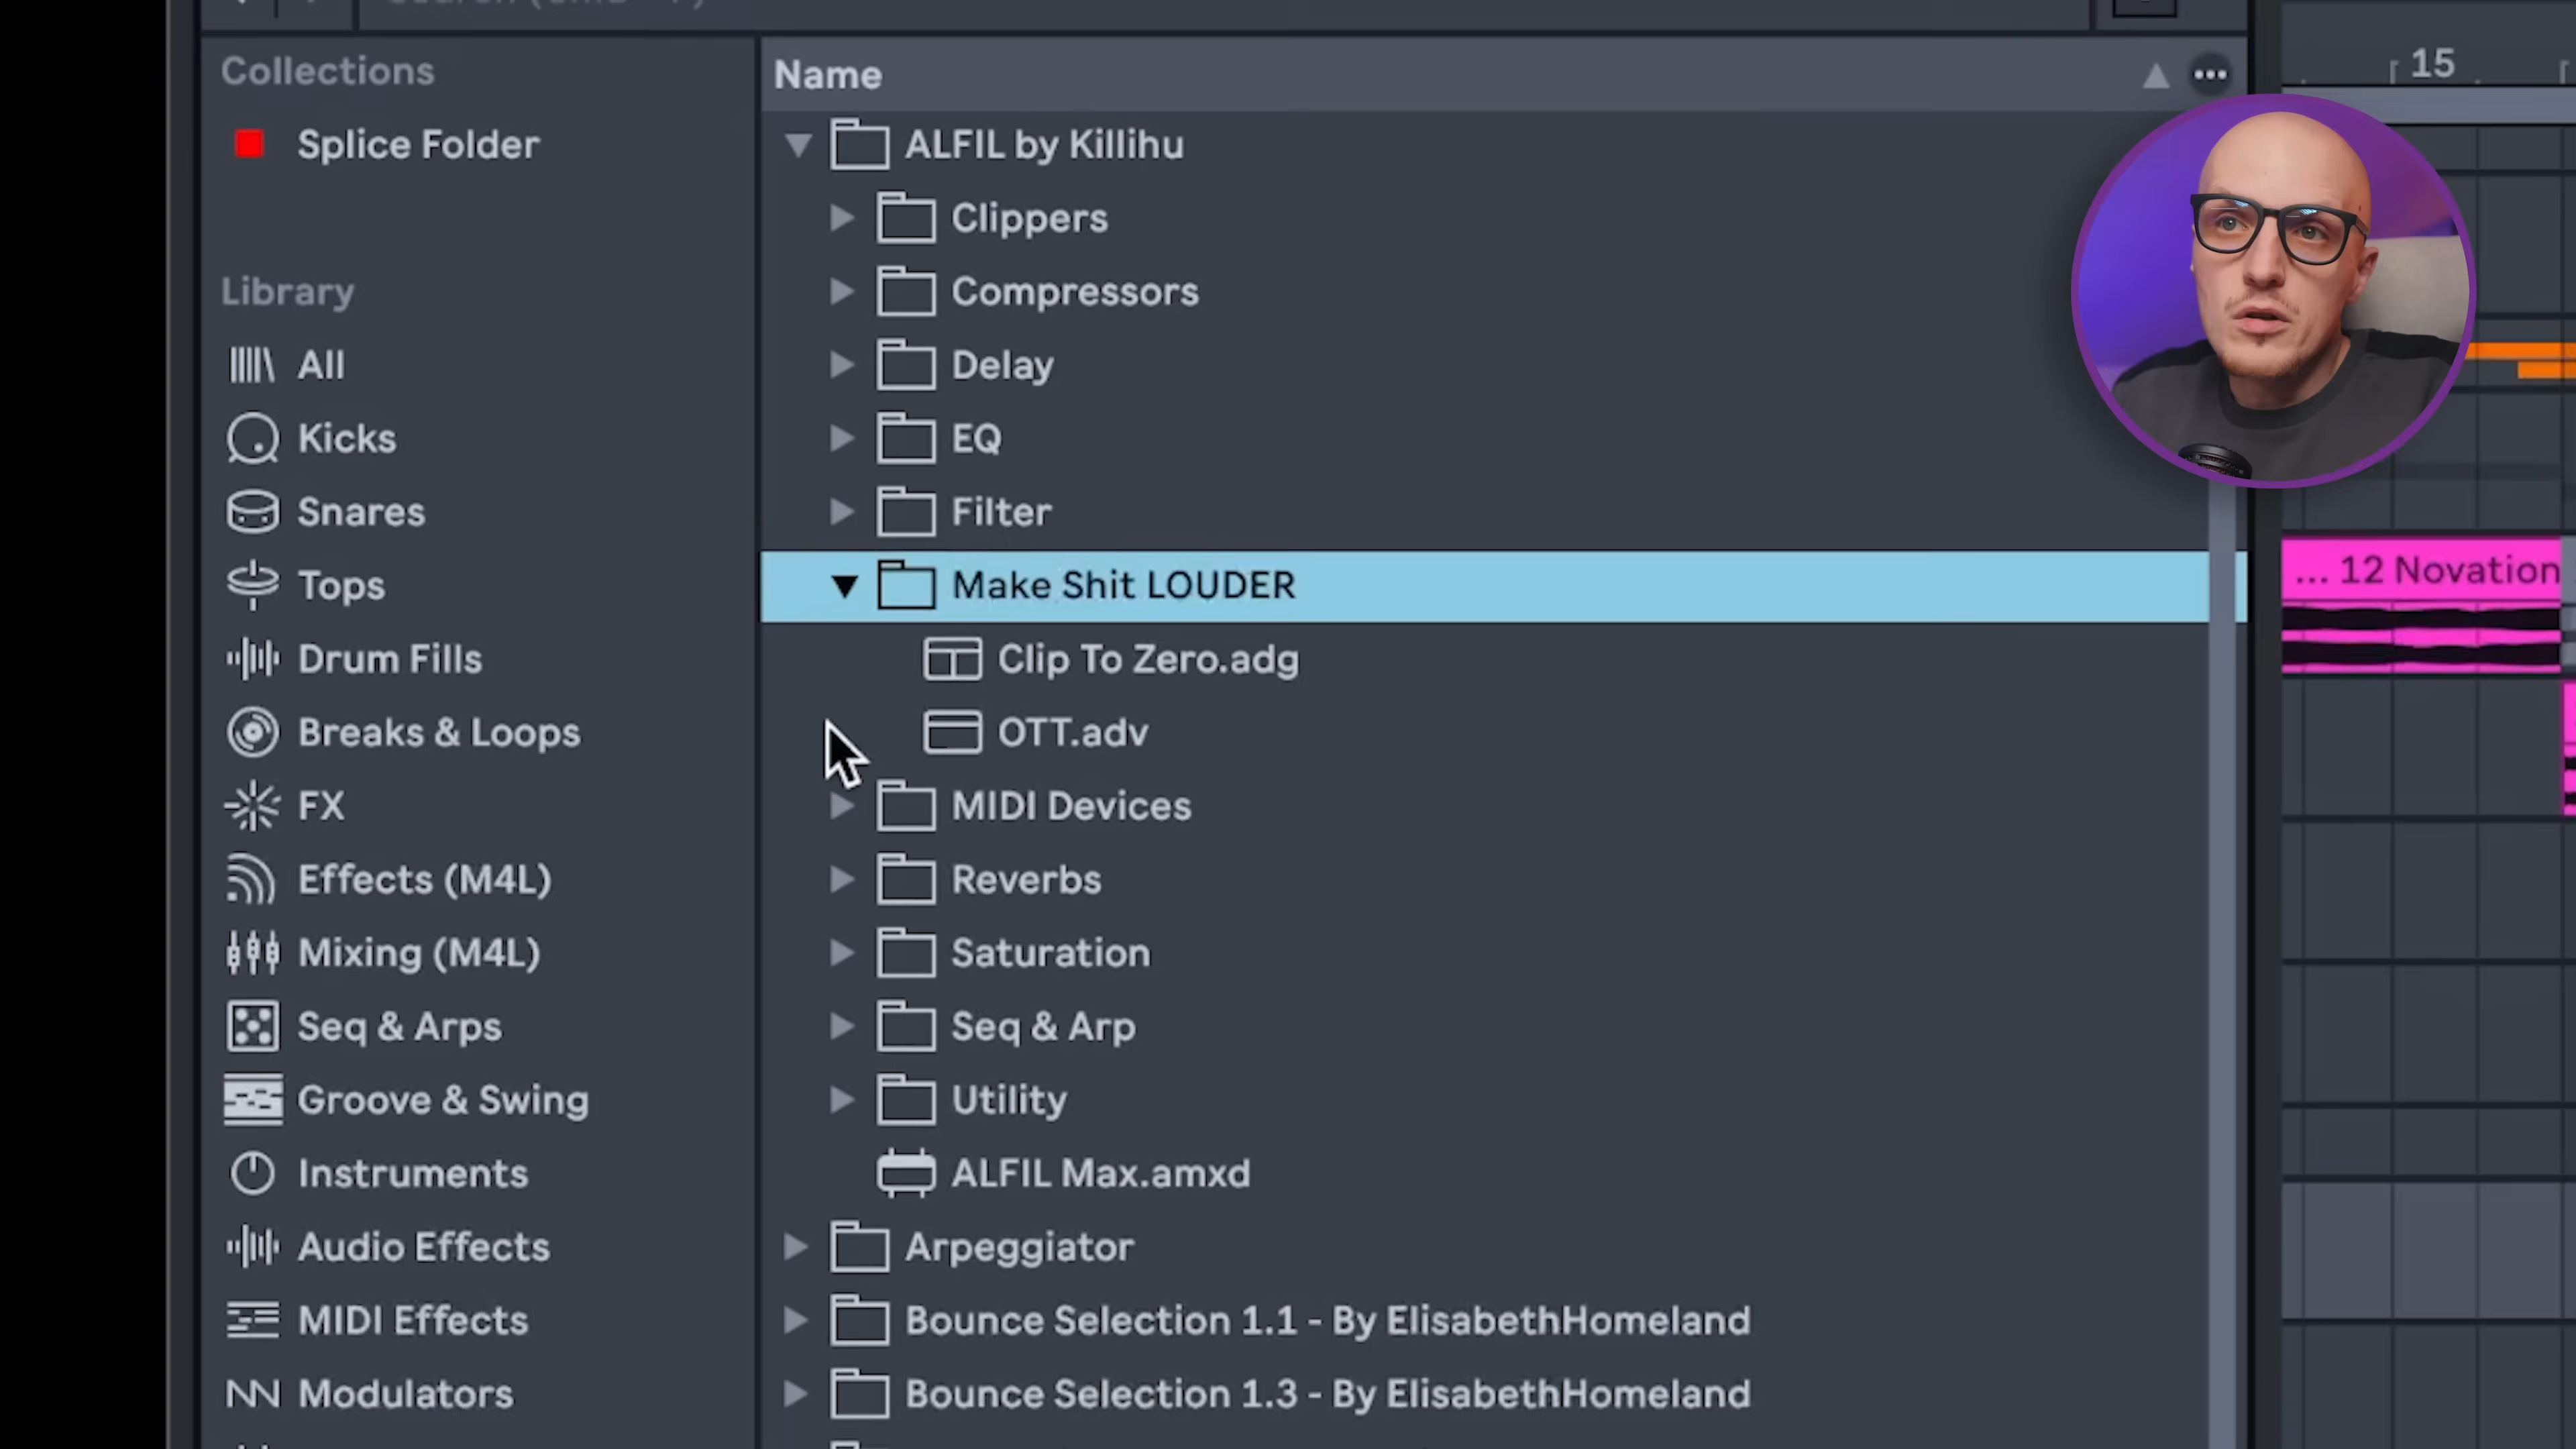 Collections
Splice Folder
Library
All
Kicks
Snares
Tops
Drum Fills
Breaks & Loops
FX
Effects (M4L)
Mixing (M4L)
Seq & Arps
Groove & Swing
Instruments
Audio Effects
MIDI Effects
Modulators
Name
ALFIL by Killihu
Clippers
Compressors
Delay
EQ
Filter
Make Shit LOUDER
Clip To Zero.adg
OTT.adv
MIDI Devices
Reverbs
Saturation
Seq & Arp
Utility
ALFIL Max.amxd
Arpeggiator
Bounce Selection 1.1 - By ElisabethHomeland
Bounce Selection 1.3 - By ElisabethHomeland
15
... 12 Novation